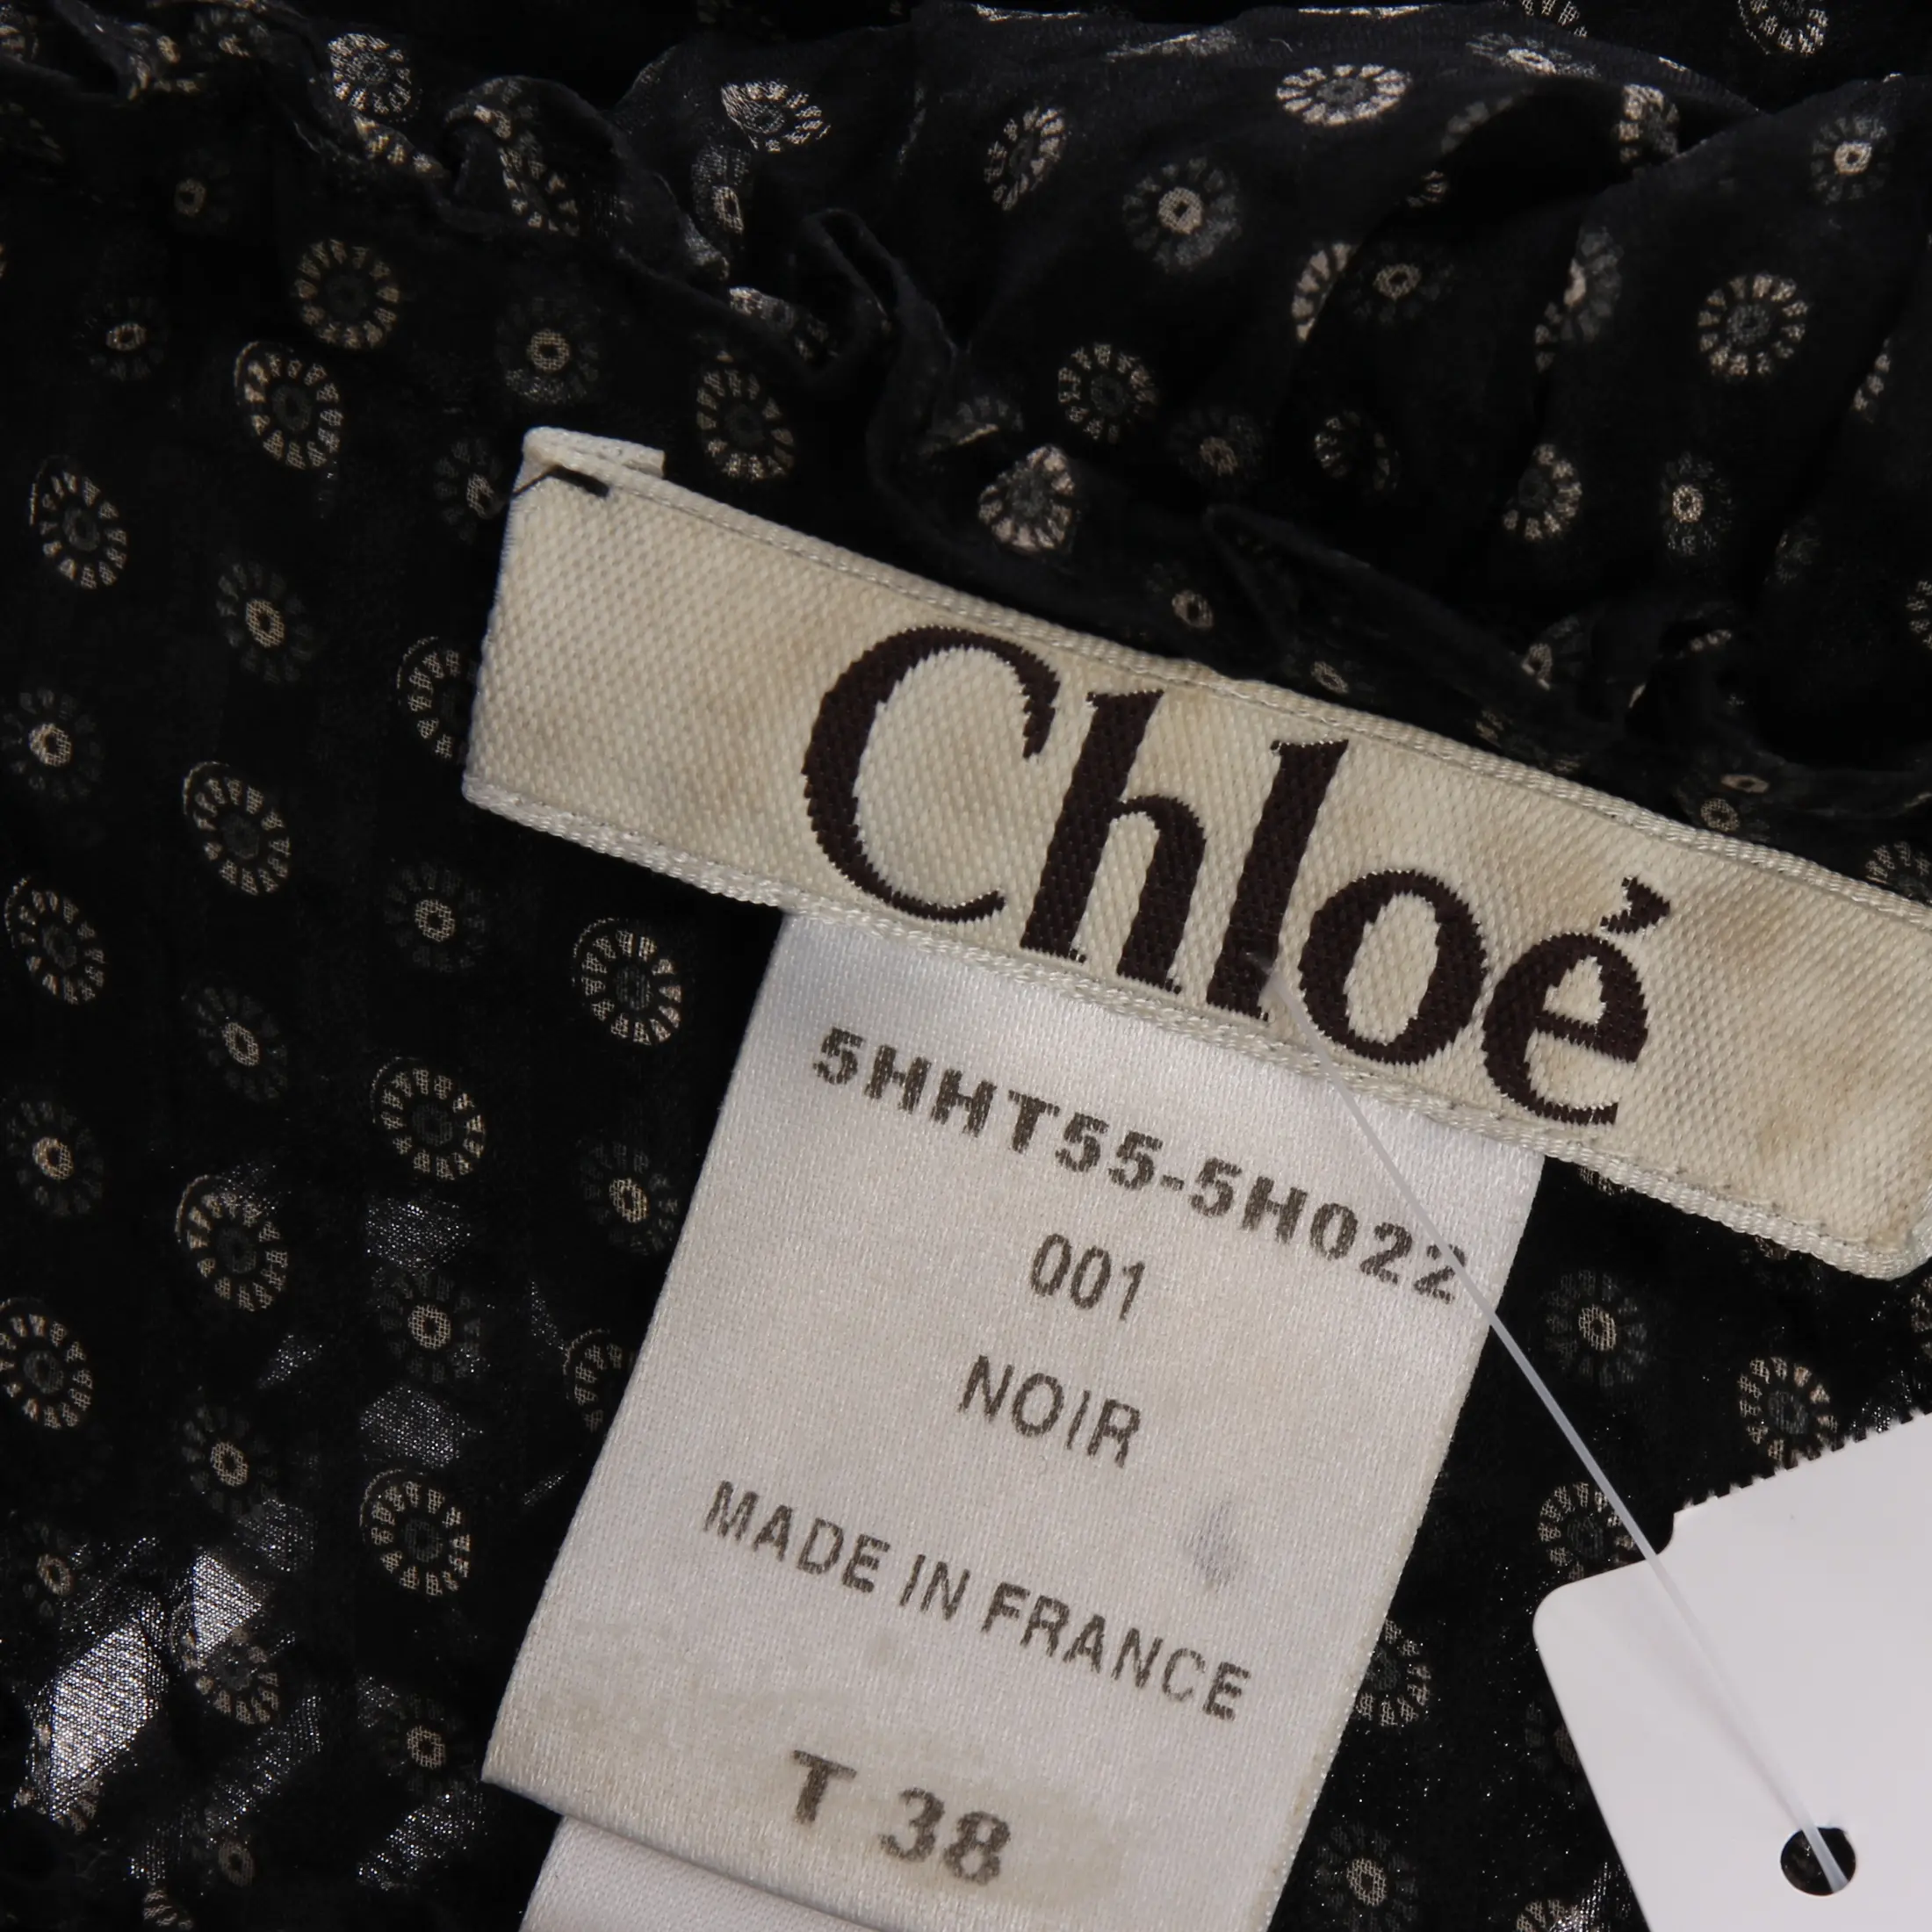 Chloé
5HHT55-5H022
001
NOIR
MADE IN FRANCE
T 38